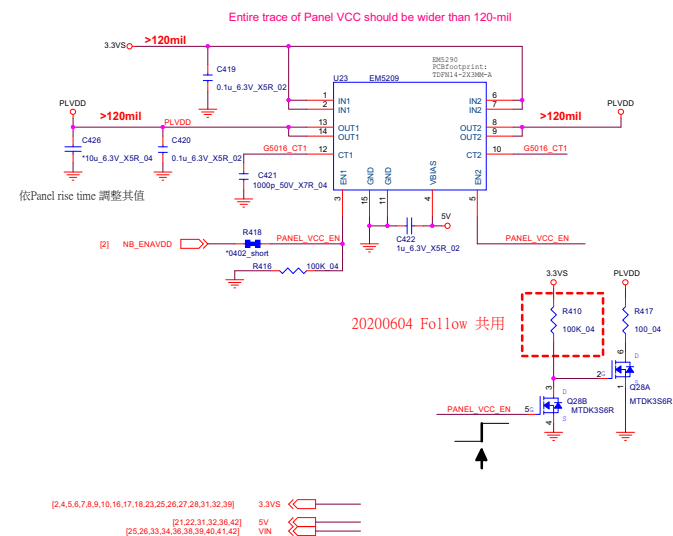 Entire trace of Panel VCC should be wider than 120-mil
3.3VS
>120mil
C419
0.1u_6.3V_X5R_02
U23
EM5209
EM5290
PCBfootprint:
TDFN14-2X3MM-A
1
2
IN1
IN1
IN2
IN2
6
7
PLVDD
>120mil
PLVDD
13
14
OUT1
OUT1
OUT2
OUT2
8
9
>120mil
PLVDD
C426
*10u_6.3V_X5R_04
C420
0.1u_6.3V_X5R_02
G5016_CT1
12
CT1
CT2
10
G5016_CT1
C421
1000p_50V_X7R_04
EN1
GND
GND
VBIAS
EN2
3
15
11
4
5
依Panel rise time 調整其值
5V
C422
1u_6.3V_X5R_02
[2]
NB_ENAVDD
R418
*0402_short
PANEL_VCC_EN
PANEL_VCC_EN
R416
100K_04
3.3VS
PLVDD
20200604 Follow 共用
R410
100K_04
R417
100_04
6
D
2
G
1
S
Q28A
MTDK3S6R
3
D
PANEL_VCC_EN
5
G
4
S
Q28B
MTDK3S6R
[2,4,5,6,7,8,9,10,16,17,18,23,25,26,27,28,31,32,39]
3.3VS
[21,22,31,32,36,42]
5V
[25,26,33,34,36,38,39,40,41,42]
VIN